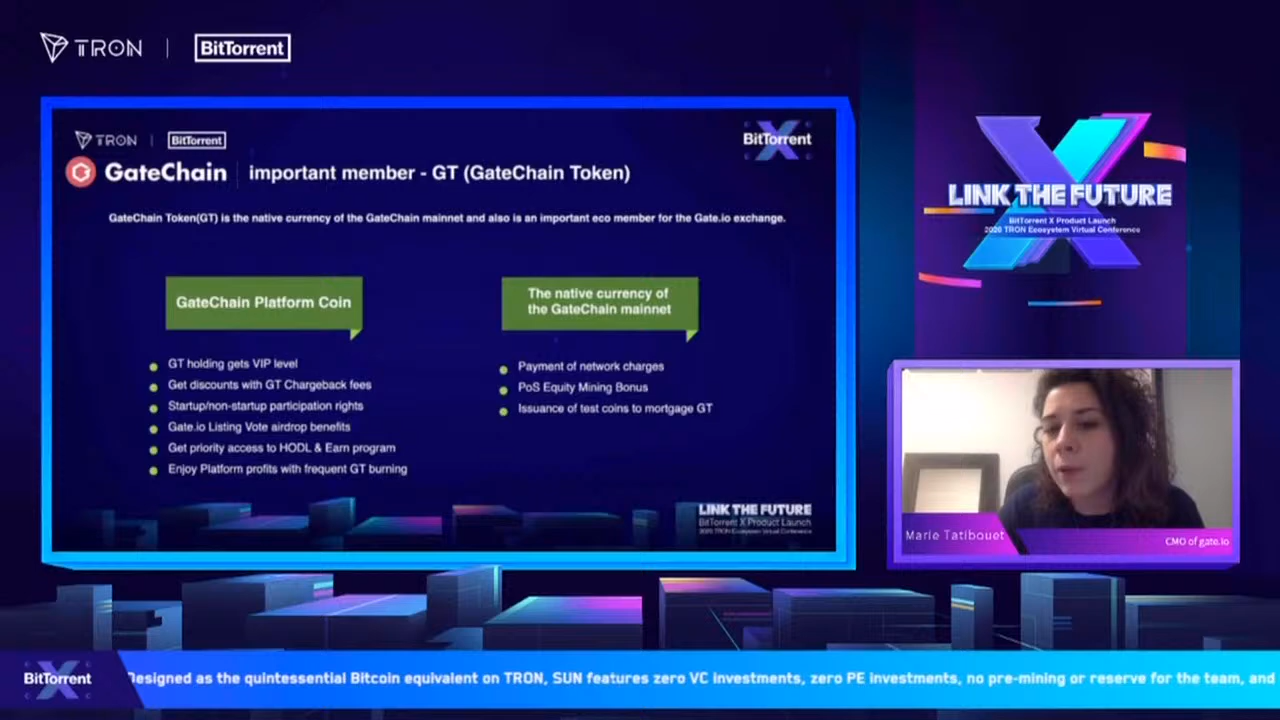 TRON | BitTorrent
TRON | BitTorrent
BitTorrent
GateChain | important member - GT (GateChain Token)
GateChain Token(GT) is the native currency of the GateChain mainnet and also is an important eco member for the Gate.io exchange.
GateChain Platform Coin
GT holding gets VIP level
Get discounts with GT Chargeback fees
Startup/non-startup participation rights
Gate.io Listing Vote airdrop benefits
Get priority access to HODL & Earn program
Enjoy Platform profits with frequent GT burning
The native currency of
the GateChain mainnet
Payment of network charges
PoS Equity Mining Bonus
Issuance of test coins to mortgage GT
LINK THE FUTURE
BitTorrent X Product Launch
2020 TRON Ecosystem Virtual Conference
LINK THE FUTURE
BitTorrent X Product Launch
2020 TRON Ecosystem Virtual Conference
Marie Tatibouet
CMO of gate.io
BitTorrent
Designed as the quintessential Bitcoin equivalent on TRON, SUN features zero VC investments, zero PE investments, no pre-mining or reserve for the team, and